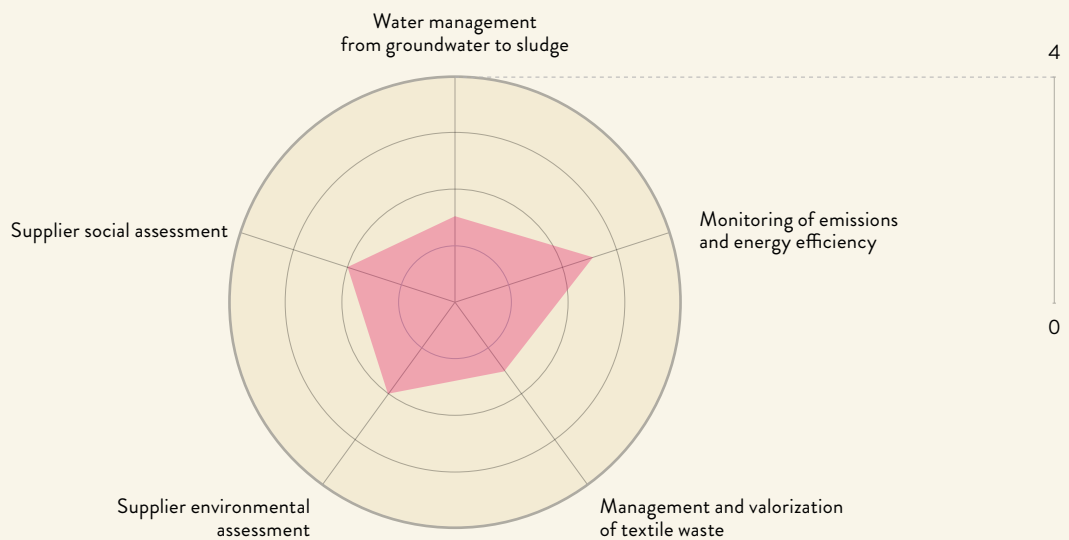 Water management
from groundwater to sludge
4
Supplier social assessment
Monitoring of emissions
and energy efficiency
0
Supplier environmental
assessment
Management and valorization
of textile waste